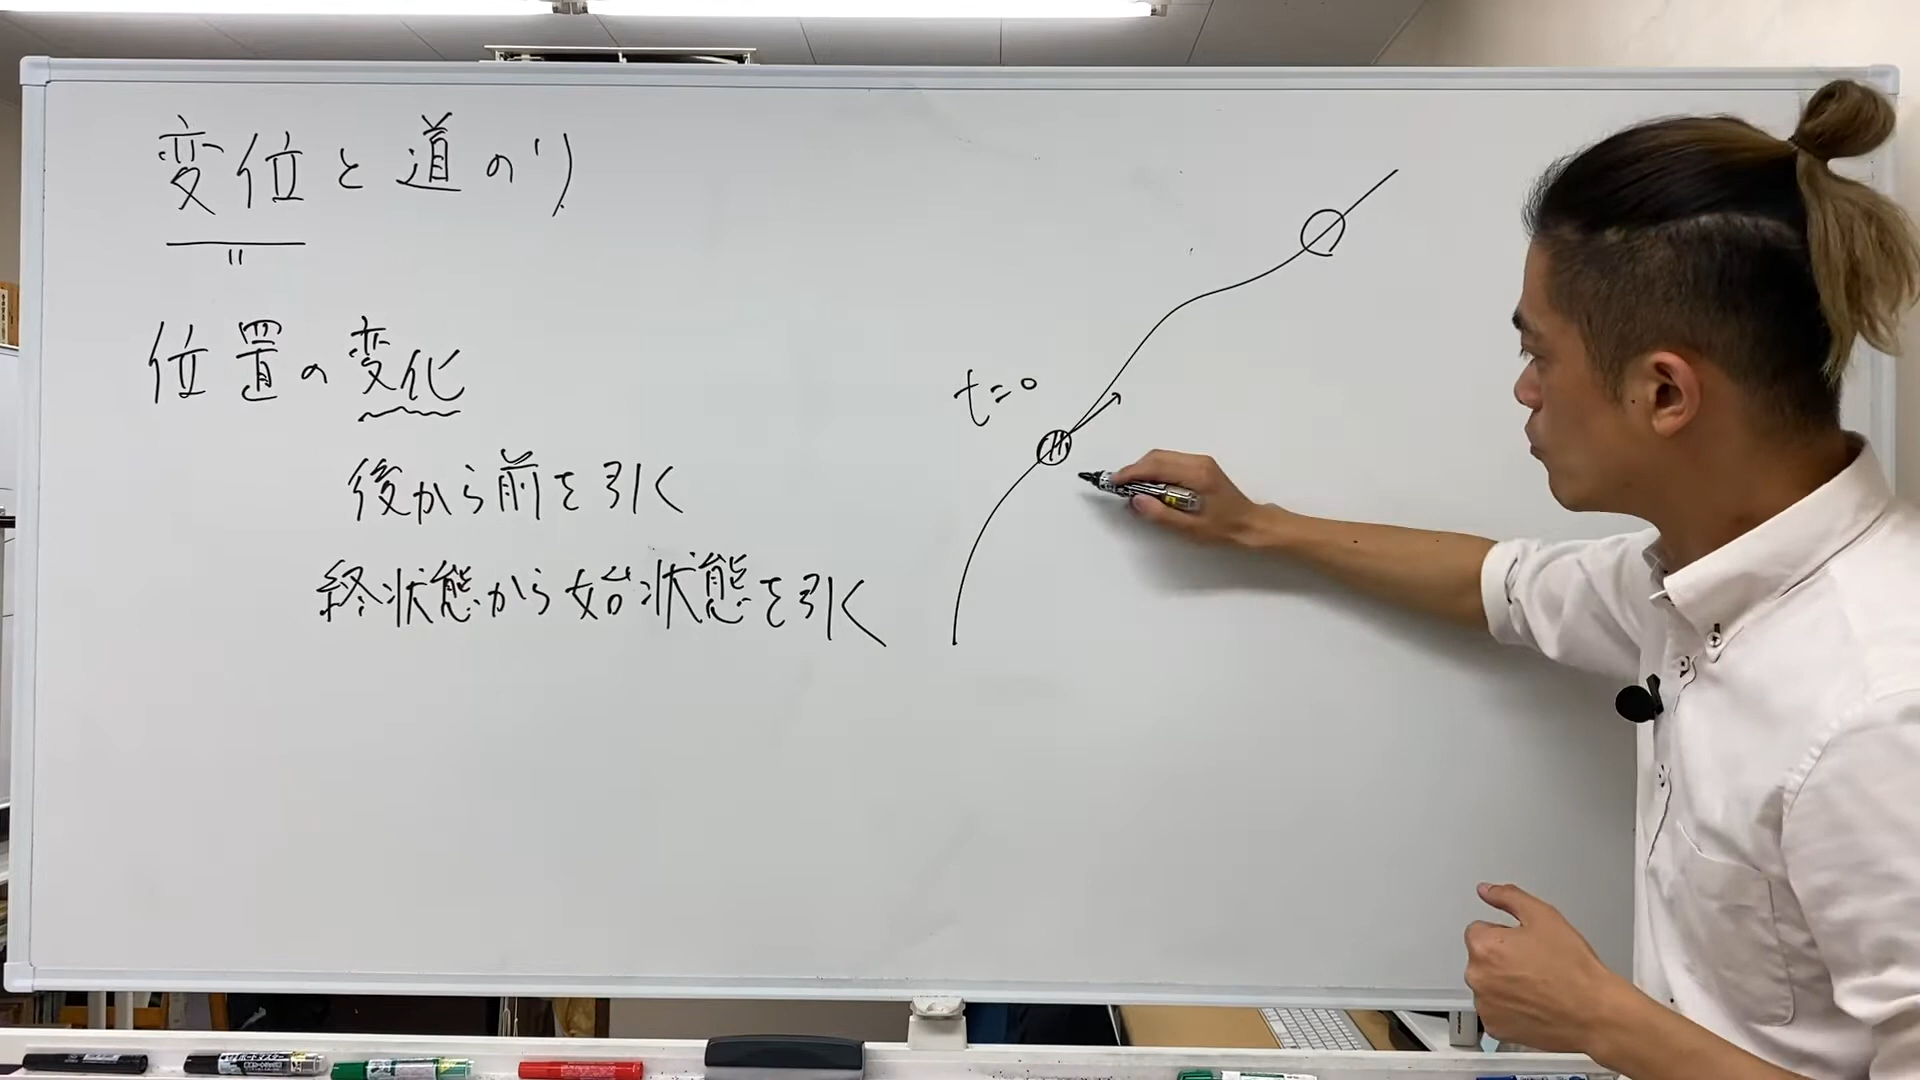 変位と道のり
〃
位置の変化
後から前を引く
終状態から始状態を引く
t=0